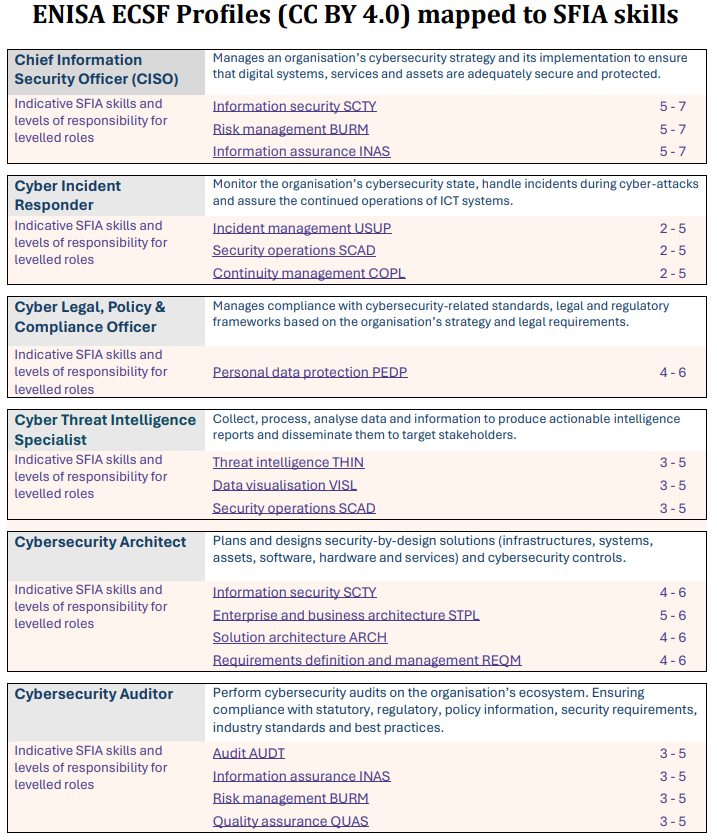 ENISA ECSF Profiles (CC BY 4.0) mapped to SFIA skills
Chief Information
Security Officer (CISO)
Manages an organisation's cybersecurity strategy and its implementation to ensure
that digital systems, services and assets are adequately secure and protected.
Indicative SFIA skills and
levels of responsibility for
levelled roles
Information security SCTY 5 - 7
Risk management BURM 5 - 7
Information assurance INAS 5 - 7
Cyber Incident
Responder
Monitor the organisation's cybersecurity state, handle incidents during cyber-attacks
and assure the continued operations of ICT systems.
Indicative SFIA skills and
levels of responsibility for
levelled roles
Incident management USUP 2 - 5
Security operations SCAD 2 - 5
Continuity management COPL 2 - 5
Cyber Legal, Policy &
Compliance Officer
Manages compliance with cybersecurity-related standards, legal and regulatory
frameworks based on the organisation's strategy and legal requirements.
Indicative SFIA skills and
levels of responsibility for
levelled roles
Personal data protection PEDP 4 - 6
Cyber Threat Intelligence
Specialist
Collect, process, analyse data and information to produce actionable intelligence
reports and disseminate them to target stakeholders.
Indicative SFIA skills and
levels of responsibility for
levelled roles
Threat intelligence THIN 3 - 5
Data visualisation VISL 3 - 5
Security operations SCAD 3 - 5
Cybersecurity Architect
Plans and designs security-by-design solutions (infrastructures, systems,
assets, software, hardware and services) and cybersecurity controls.
Indicative SFIA skills and
levels of responsibility for
levelled roles
Information security SCTY 4 - 6
Enterprise and business architecture STPL 5 - 6
Solution architecture ARCH 4 - 6
Requirements definition and management REQM 4 - 6
Cybersecurity Auditor
Perform cybersecurity audits on the organisation's ecosystem. Ensuring
compliance with statutory, regulatory, policy information, security requirements,
industry standards and best practices.
Indicative SFIA skills and
levels of responsibility for
levelled roles
Audit AUDT 3 - 5
Information assurance INAS 3 - 5
Risk management BURM 3 - 5
Quality assurance QUAS 3 - 5